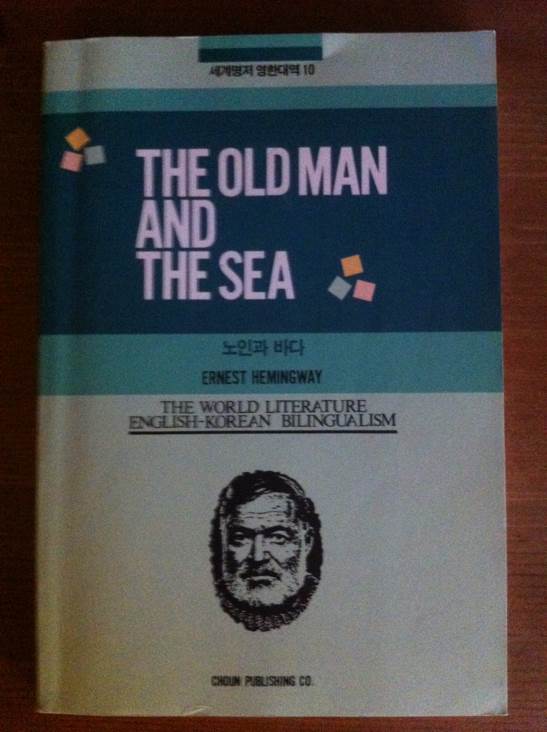 세계명저 영한대역 10
THE OLD MAN
AND
THE SEA
노인과 바다
ERNEST HEMINGWAY
THE WORLD LITERATURE
ENGLISH-KOREAN BILINGUALISM
CHOUN PUBLISHING CO.